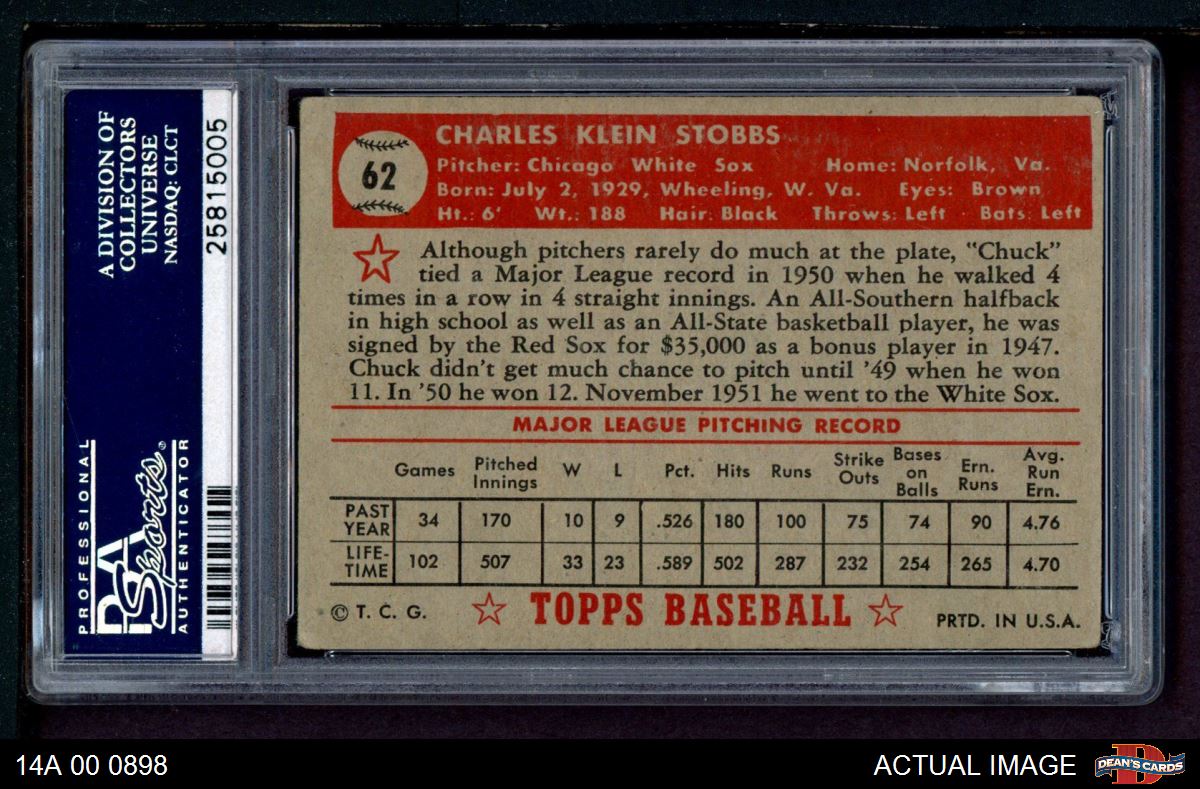 A DIVISION OF
COLLECTORS
UNIVERSE
NASDAQ: CLCT
25815005
PROFESSIONAL
PSA
Sports®
AUTHENTICATOR
62
CHARLES KLEIN STOBBS
Pitcher: Chicago White Sox Home: Norfolk, Va.
Born: July 2, 1929, Wheeling, W. Va. Eyes: Brown
Ht.: 6' Wt.: 188 Hair: Black Throws: Left · Bats: Left
Although pitchers rarely do much at the plate, "Chuck"
tied a Major League record in 1950 when he walked 4
times in a row in 4 straight innings. An All-Southern halfback
in high school as well as an All-State basketball player, he was
signed by the Red Sox for $35,000 as a bonus player in 1947.
Chuck didn't get much chance to pitch until '49 when he won
11. In '50 he won 12. November 1951 he went to the White Sox.
MAJOR LEAGUE PITCHING RECORD
Games Pitched Innings W L Pct. Hits Runs Strike Outs Bases on Balls Ern. Runs Avg. Run Ern.
PAST YEAR 34 170 10 9 .526 180 100 75 74 90 4.76
LIFE-TIME 102 507 33 23 .589 502 287 232 254 265 4.70
© T. C. G. ☆ TOPPS BASEBALL ☆ PRTD. IN U.S.A.
14A 00 0898
ACTUAL IMAGE
D
DEAN'S CARDS